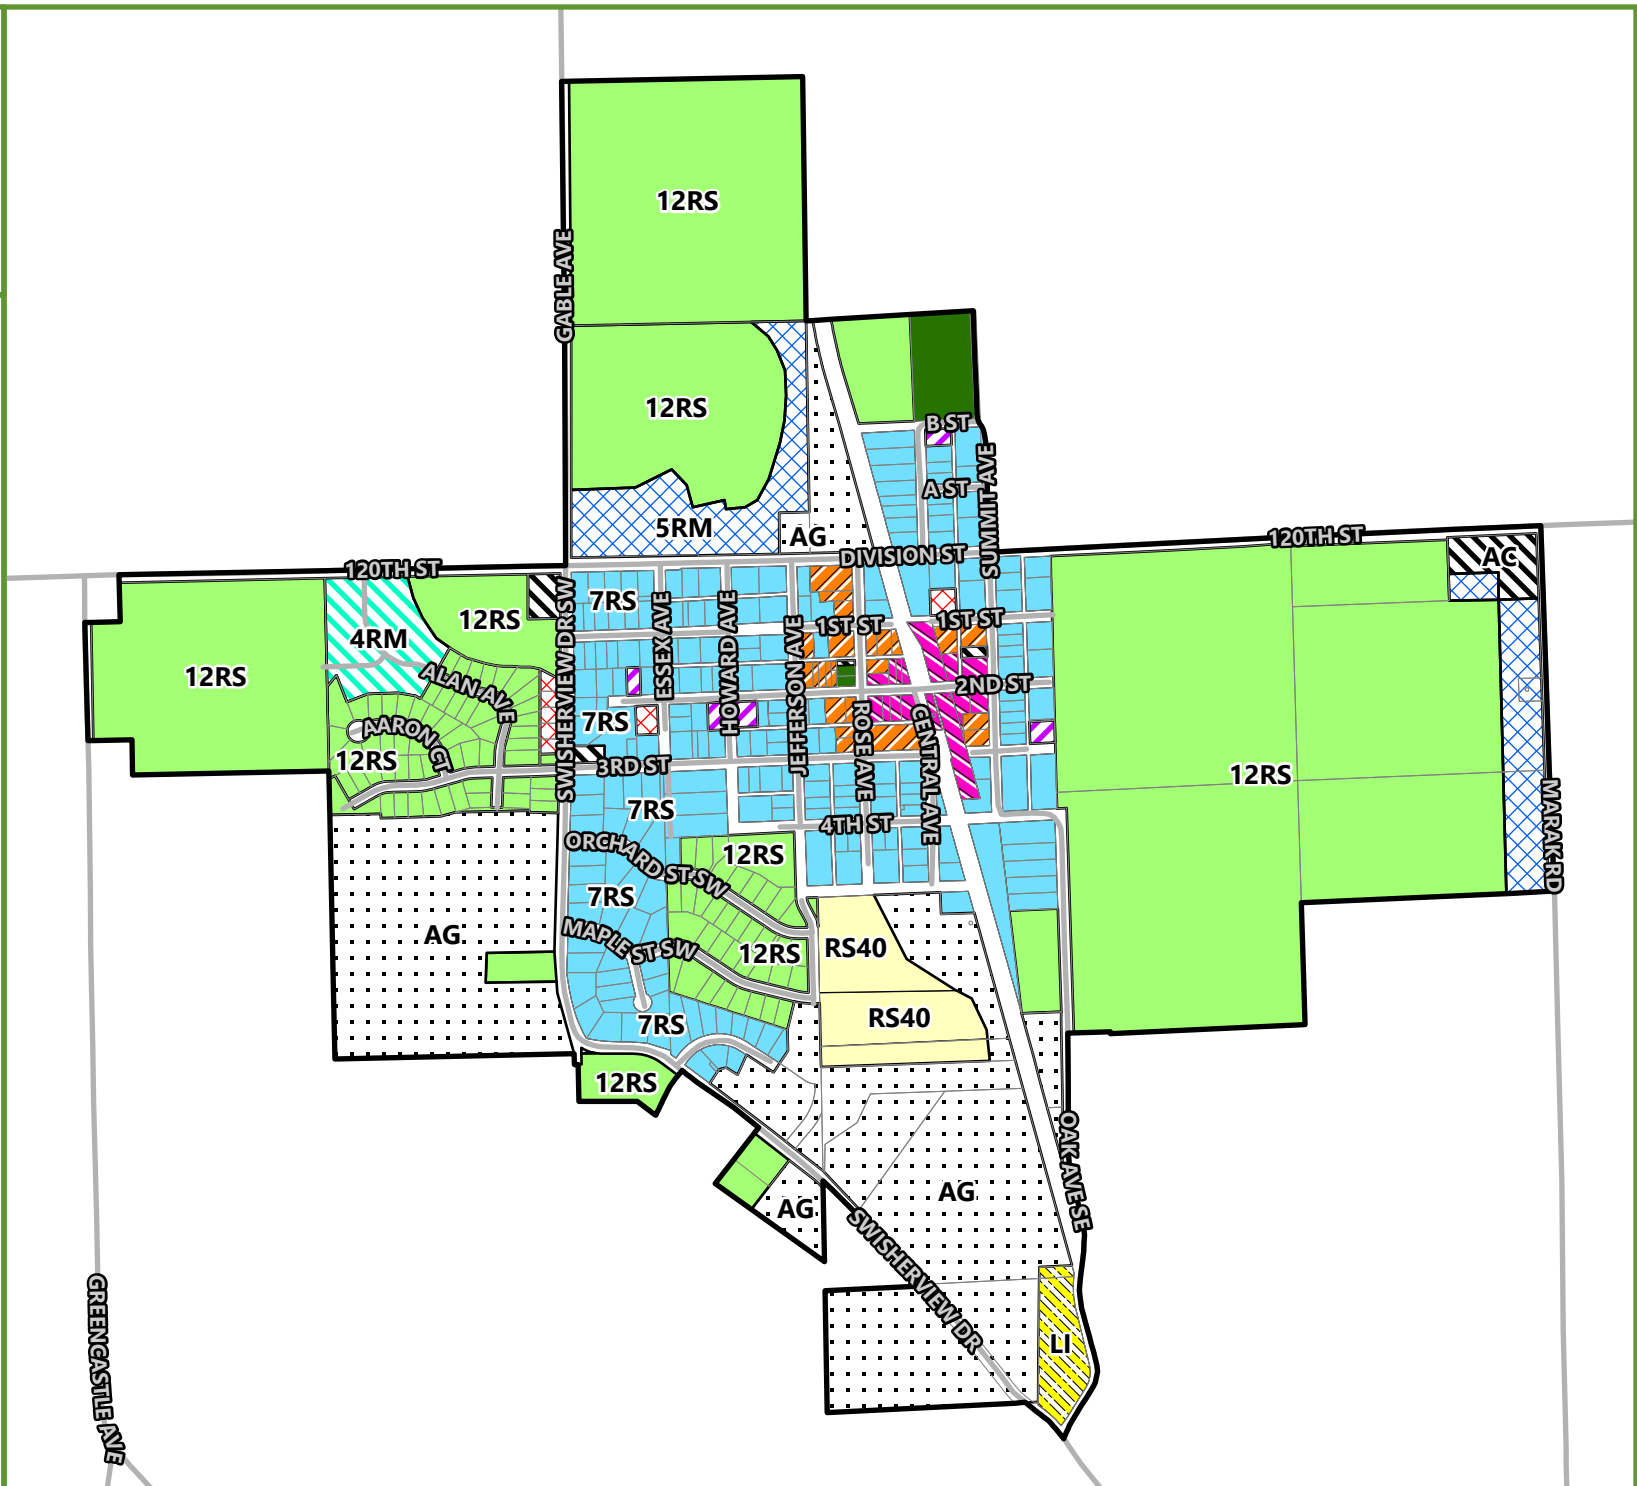 12RS
GABLE AVE
12RS
B ST
A ST
SUMMIT AVE
5RM
AG
DIVISION ST
120TH ST
AC
120TH ST
7RS
12RS
4RM
12RS
ALAN AVE
AARON CT
12RS
SWISHERVIEW DR SW
ESSEX AVE
HOWARD AVE
JEFFERSON AVE
1ST ST
1ST ST
2ND ST
7RS
ROSE AVE
CENTRAL AVE
3RD ST
12RS
MARAK RD
7RS
4TH ST
ORCHARD ST SW
12RS
7RS
MAPLE ST SW
12RS
RS40
AG
RS40
7RS
12RS
OAK AVE SE
AG
AG
SWISHERVIEW DR
LI
GREENCASTLE AVE